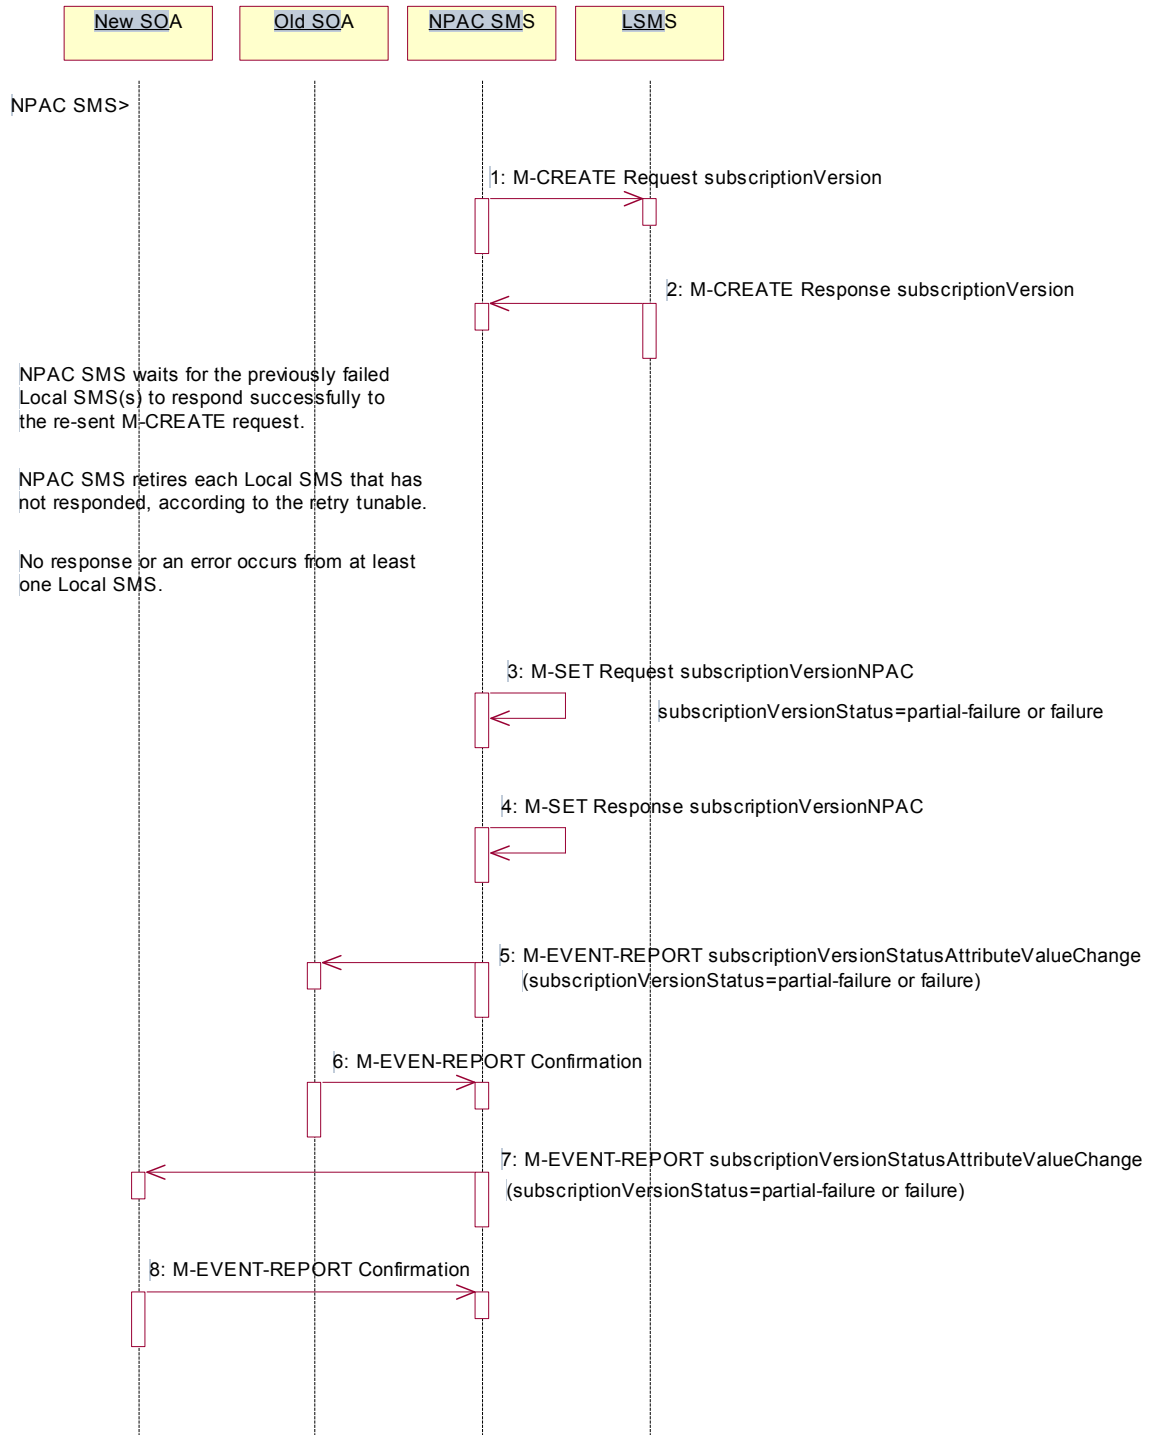 New SOA
Old SOA
NPAC SMS
LSMS
NPAC SMS>
1: M-CREATE Request subscriptionVersion
2: M-CREATE Response subscriptionVersion
NPAC SMS waits for the previously failed
Local SMS(s) to respond successfully to
the re-sent M-CREATE request.
NPAC SMS retires each Local SMS that has
not responded, according to the retry tunable.
No response or an error occurs from at least
one Local SMS.
3: M-SET Request subscriptionVersionNPAC
subscriptionVersionStatus=partial-failure or failure
4: M-SET Response subscriptionVersionNPAC
5: M-EVENT-REPORT subscriptionVersionStatusAttributeValueChange
(subscriptionVersionStatus=partial-failure or failure)
6: M-EVEN-REPORT Confirmation
7: M-EVENT-REPORT subscriptionVersionStatusAttributeValueChange
(subscriptionVersionStatus=partial-failure or failure)
8: M-EVENT-REPORT Confirmation